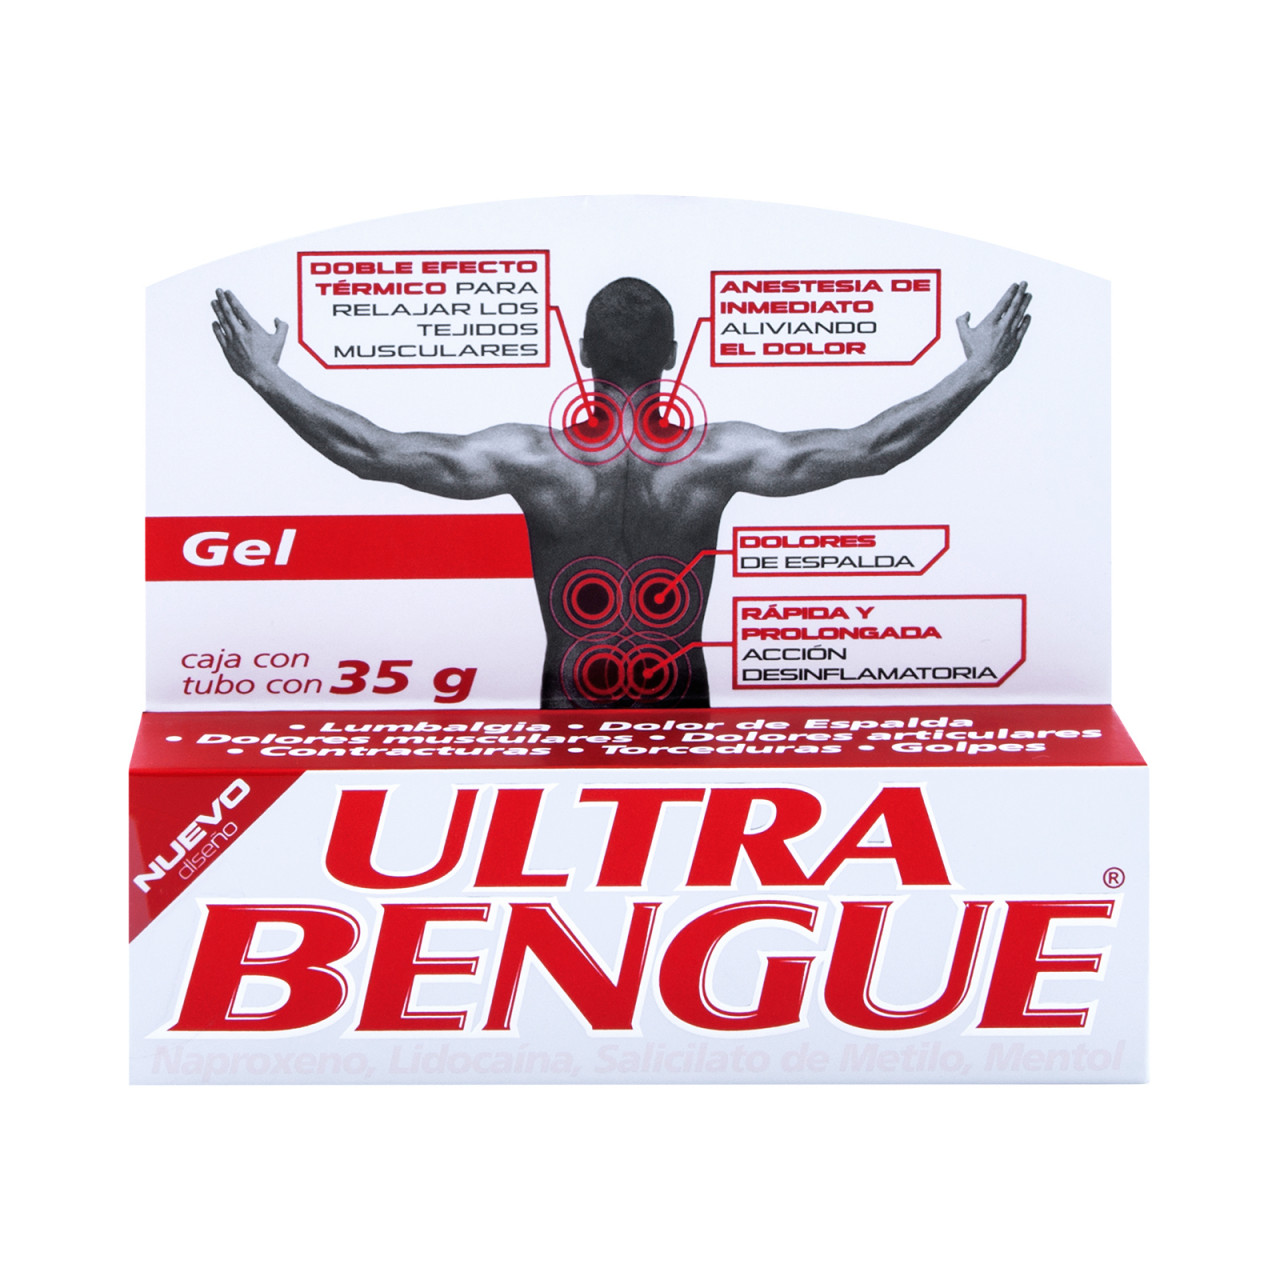 DOBLE EFECTO
TÉRMICO PARA
RELAJAR LOS
TEJIDOS
MUSCULARES
ANESTESIA DE
INMEDIATO
ALIVIANDO
EL DOLOR
Gel
DOLORES
DE ESPALDA
RÁPIDA Y
PROLONGADA
ACCIÓN
DESINFLAMATORIA
caja con
tubo con 35 g
• Lumbalgia • Dolor de Espalda
• Dolores musculares • Dolores articulares
• Contracturas • Torceduras • Golpes
NUEVO
diseño
ULTRA
BENGUE®
Naproxeno, Lidocaína, Salicilato de Metilo, Mentol